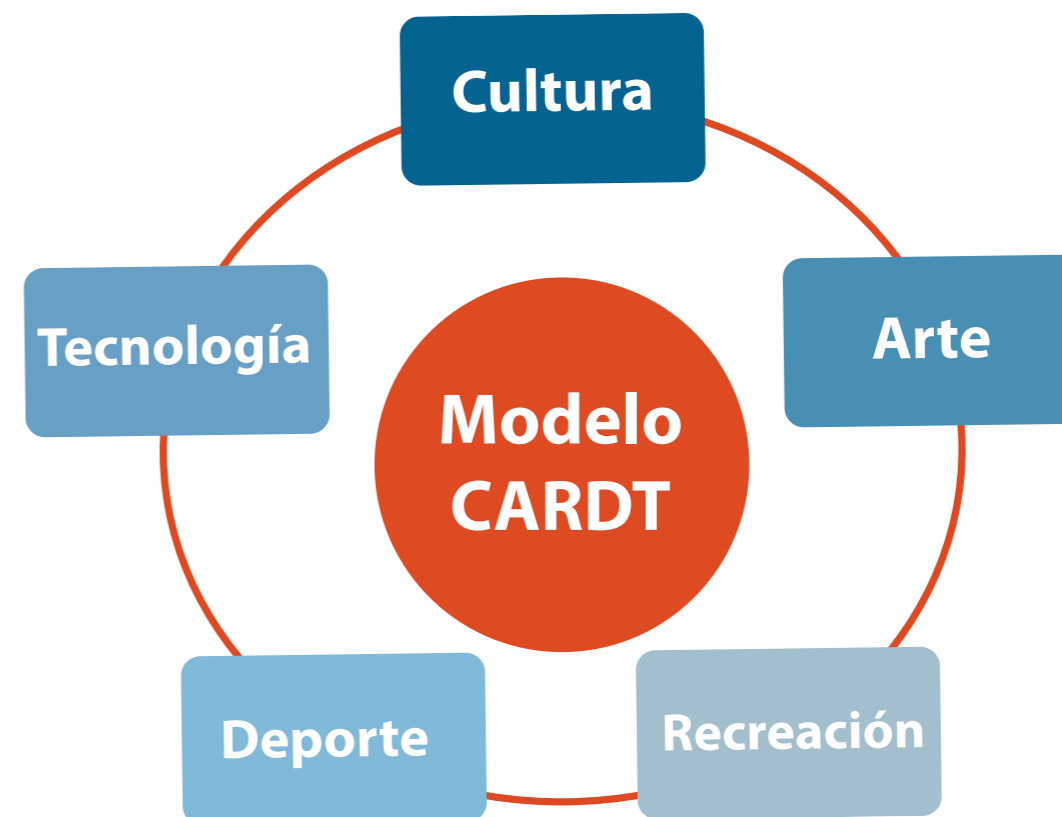 Cultura
Arte
Recreación
Deporte
Tecnología
Modelo
CARDT